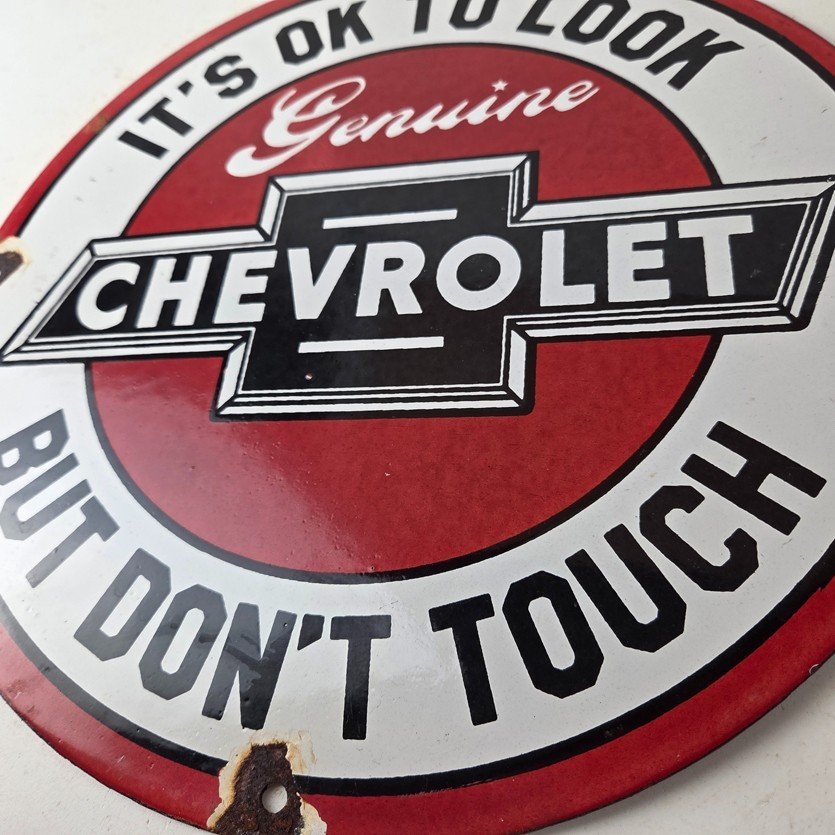 IT'S OK TO LOOK
Genuine
CHEVROLET
BUT DON'T TOUCH